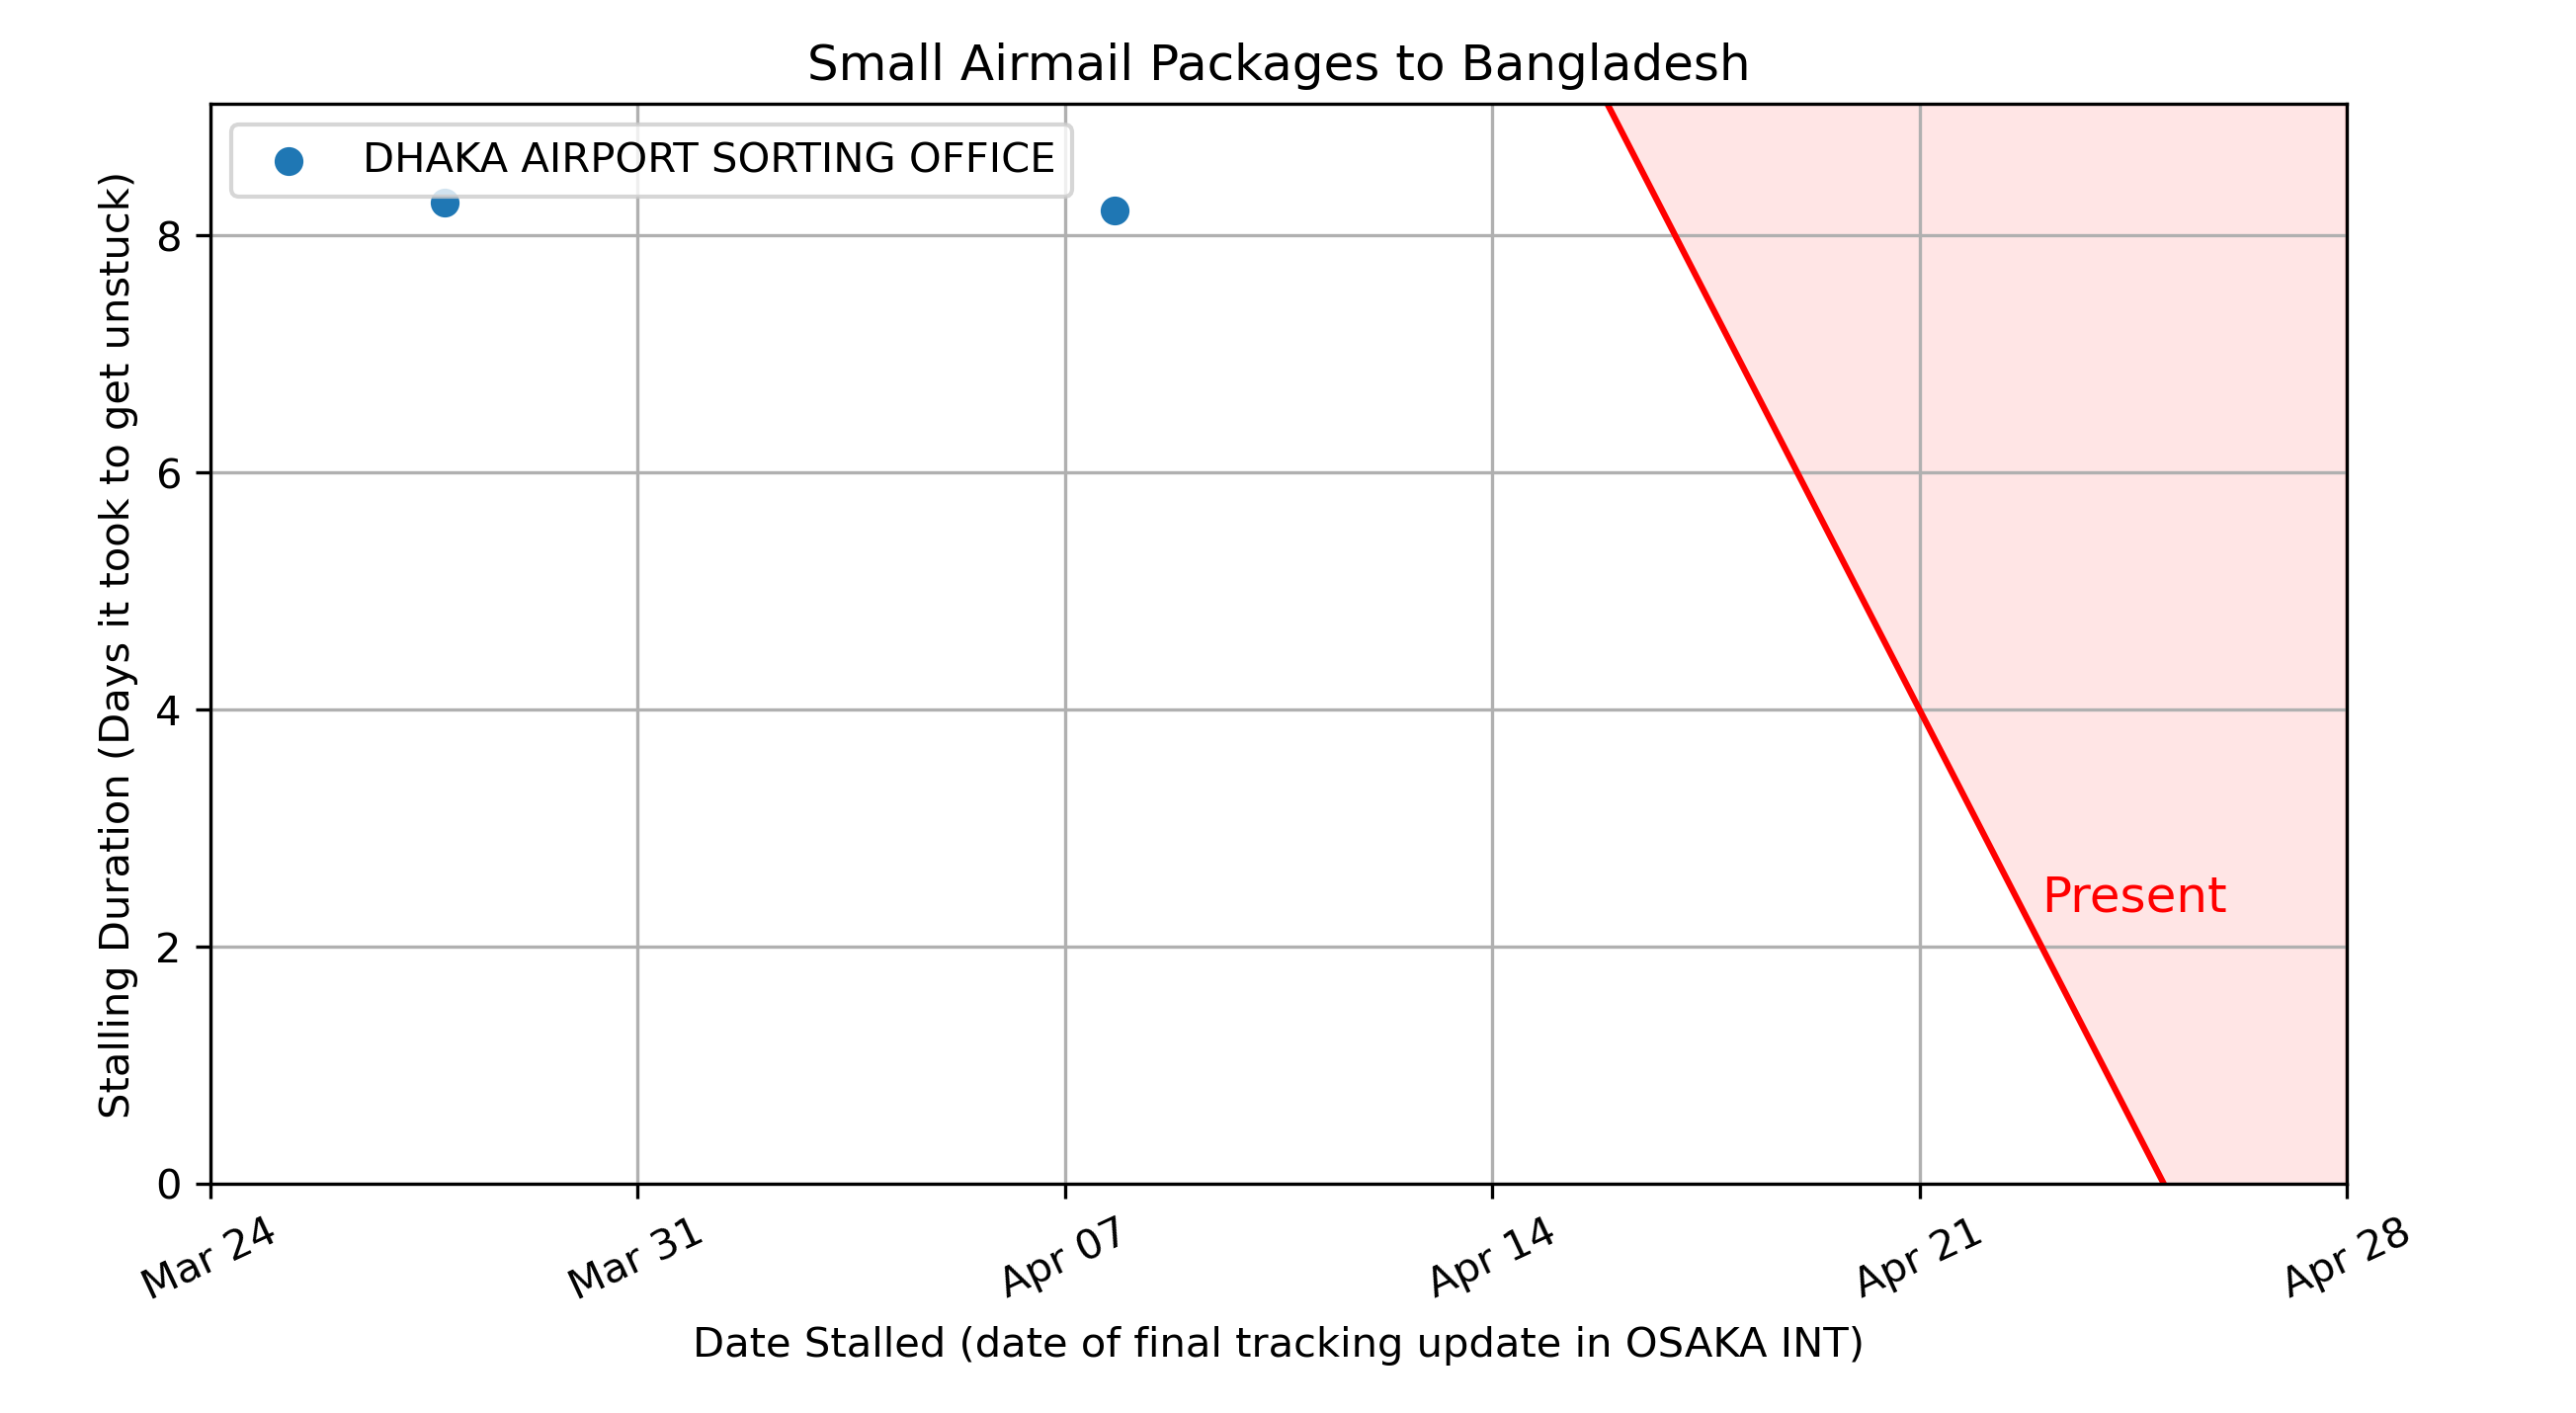 Small Airmail Packages to Bangladesh
DHAKA AIRPORT SORTING OFFICE
Stalling Duration (Days it took to get unstuck)
8
6
4
2
0
Present
Mar 24
Mar 31
Apr 07
Apr 14
Apr 21
Apr 28
Date Stalled (date of final tracking update in OSAKA INT)